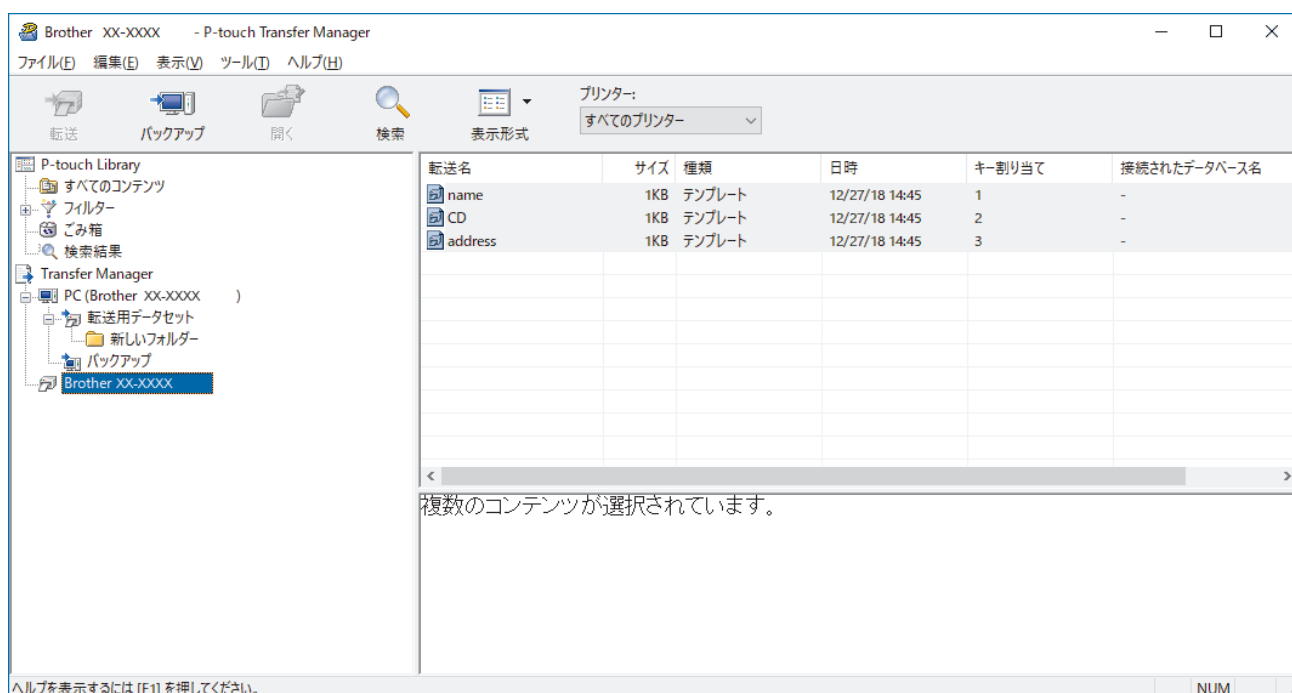 Brother XX-XXXX - P-touch Transfer Manager
ファイル(F) 編集(E) 表示(V) ツール(T) ヘルプ(H)
転送 バックアップ 開く 検索 表示形式
プリンター:
すべてのプリンター
P-touch Library
すべてのコンテンツ
フィルター
ごみ箱
検索結果
Transfer Manager
PC (Brother XX-XXXX )
転送用データセット
新しいフォルダー
バックアップ
Brother XX-XXXX
転送名 サイズ 種類 日時 キー割り当て 接続されたデータベース名
name 1KB テンプレート 12/27/18 14:45 1 -
CD 1KB テンプレート 12/27/18 14:45 2 -
address 1KB テンプレート 12/27/18 14:45 3 -
複数のコンテンツが選択されています。
ヘルプを表示するには [F1] を押してください。
NUM